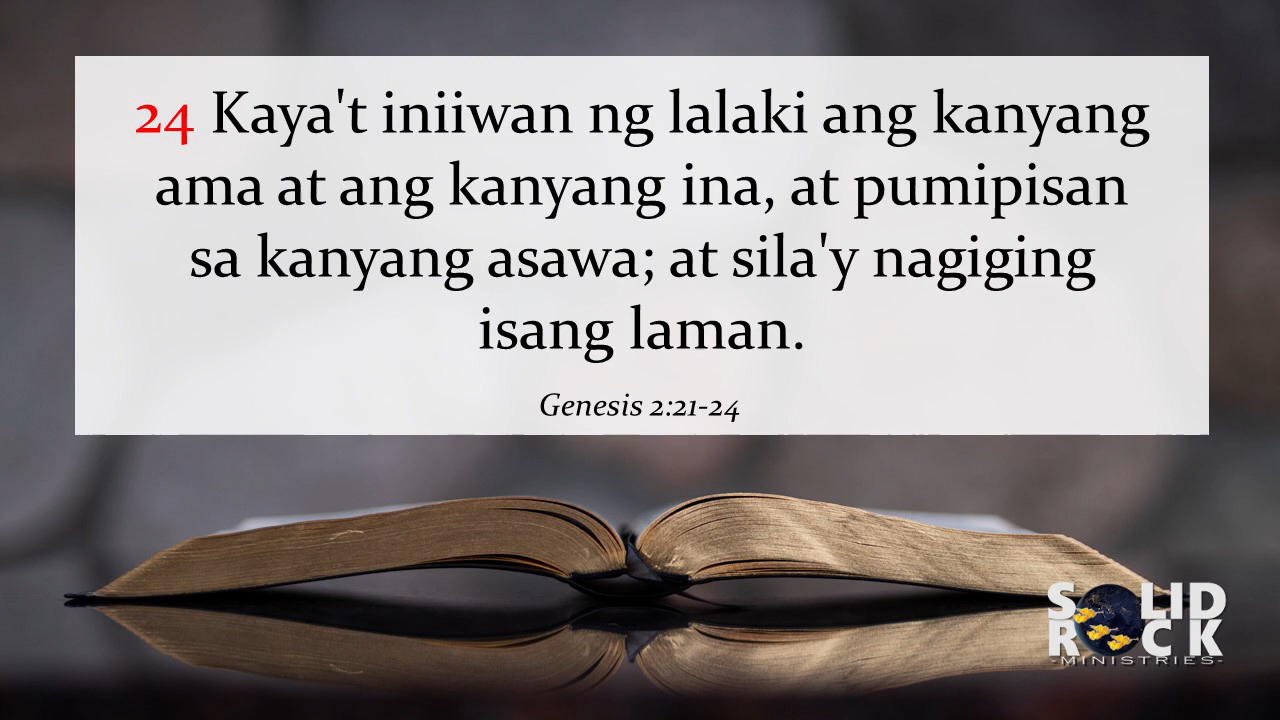 24 Kaya't iniiwan ng lalaki ang kanyang
ama at ang kanyang ina, at pumipisan
sa kanyang asawa; at sila'y nagiging
isang laman.
Genesis 2:21-24
SOLID
ROCK
-MINISTRIES-